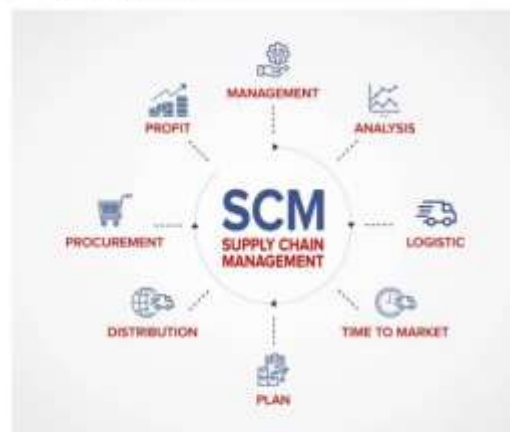 MANAGEMENT
PROFIT
ANALYSIS
SCM
SUPPLY CHAIN
MANAGEMENT
PROCUREMENT
LOGISTIC
DISTRIBUTION
TIME TO MARKET
PLAN